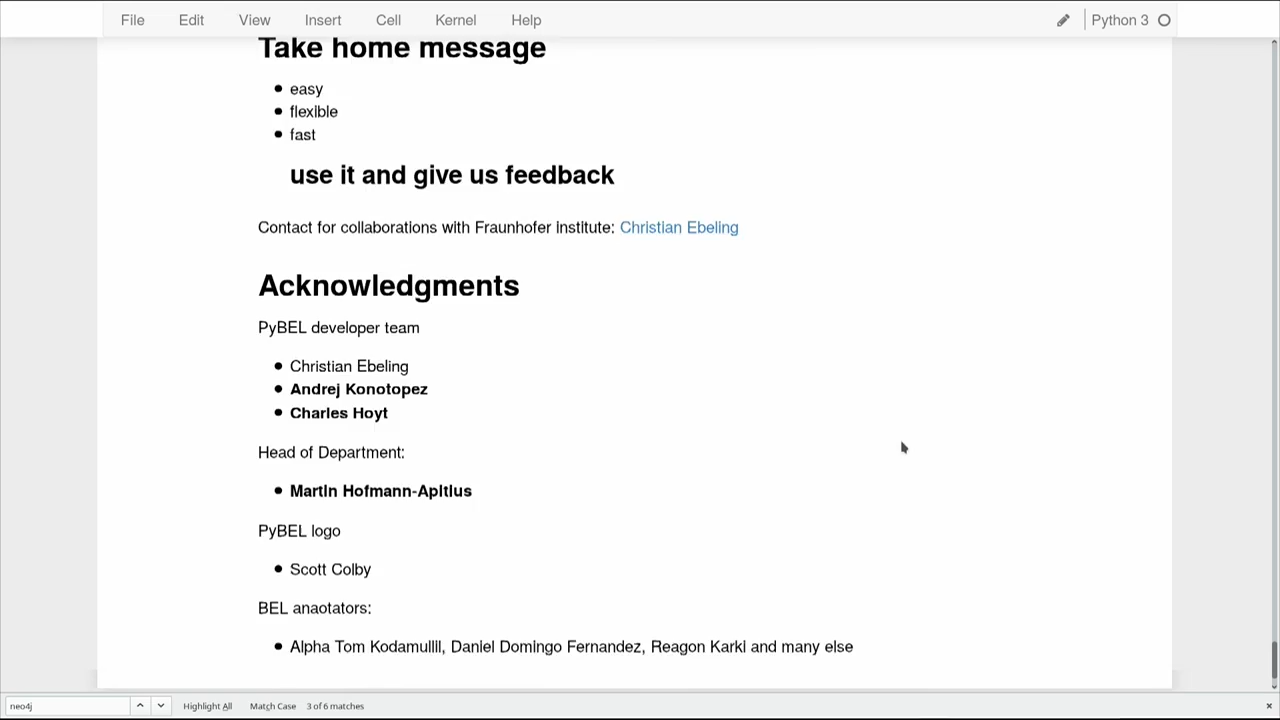 File Edit View Insert Cell Kernel Help Python 3
Take home message
easy
flexible
fast
use it and give us feedback
Contact for collaborations with Fraunhofer institute: Christian Ebeling
Acknowledgments
PyBEL developer team
Christian Ebeling
Andrej Konotopez
Charles Hoyt
Head of Department:
Martin Hofmann-Apitius
PyBEL logo
Scott Colby
BEL anaotators:
Alpha Tom Kodamullil, Daniel Domingo Fernandez, Reagon Karki and many else
neo4j Highlight All Match Case 3 of 6 matches